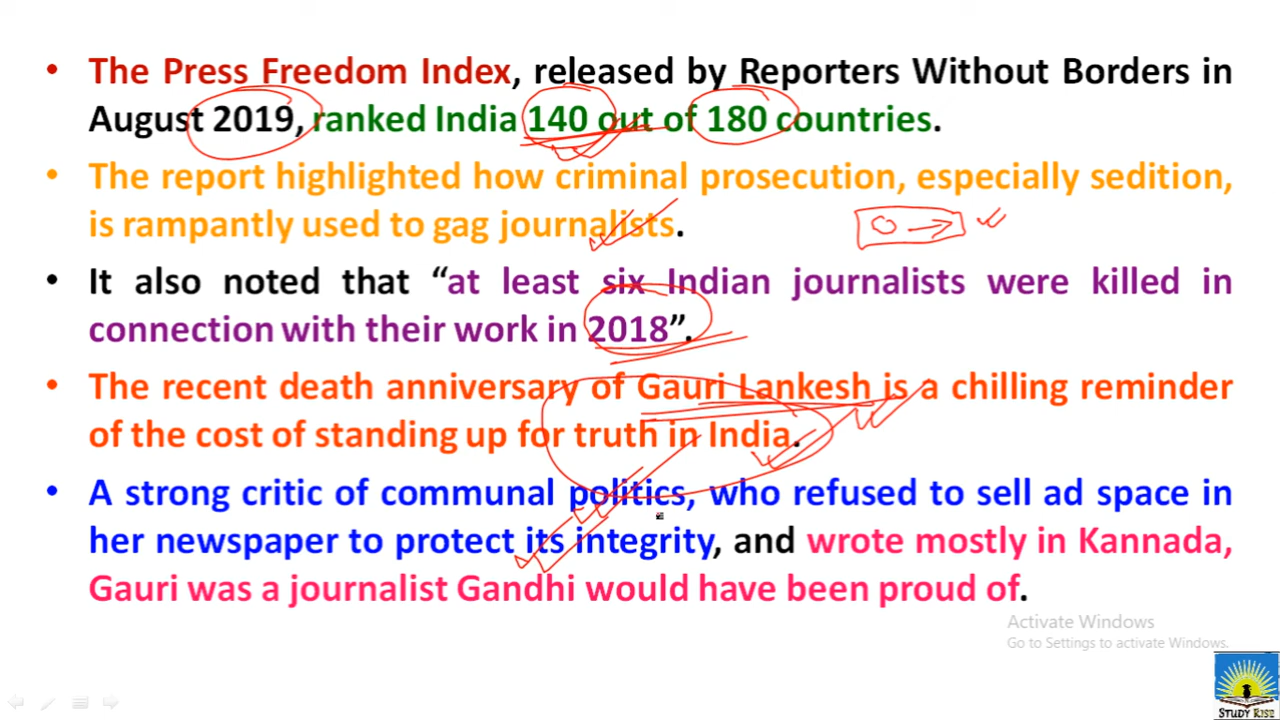 • The Press Freedom Index, released by Reporters Without Borders in
August 2019, ranked India 140 out of 180 countries.
• The report highlighted how criminal prosecution, especially sedition,
is rampantly used to gag journalists.
• It also noted that “at least six Indian journalists were killed in
connection with their work in 2018”.
• The recent death anniversary of Gauri Lankesh is a chilling reminder
of the cost of standing up for truth in India.
• A strong critic of communal politics, who refused to sell ad space in
her newspaper to protect its integrity, and wrote mostly in Kannada,
Gauri was a journalist Gandhi would have been proud of.
Activate Windows
Go to Settings to activate Windows.
STUDY RISE